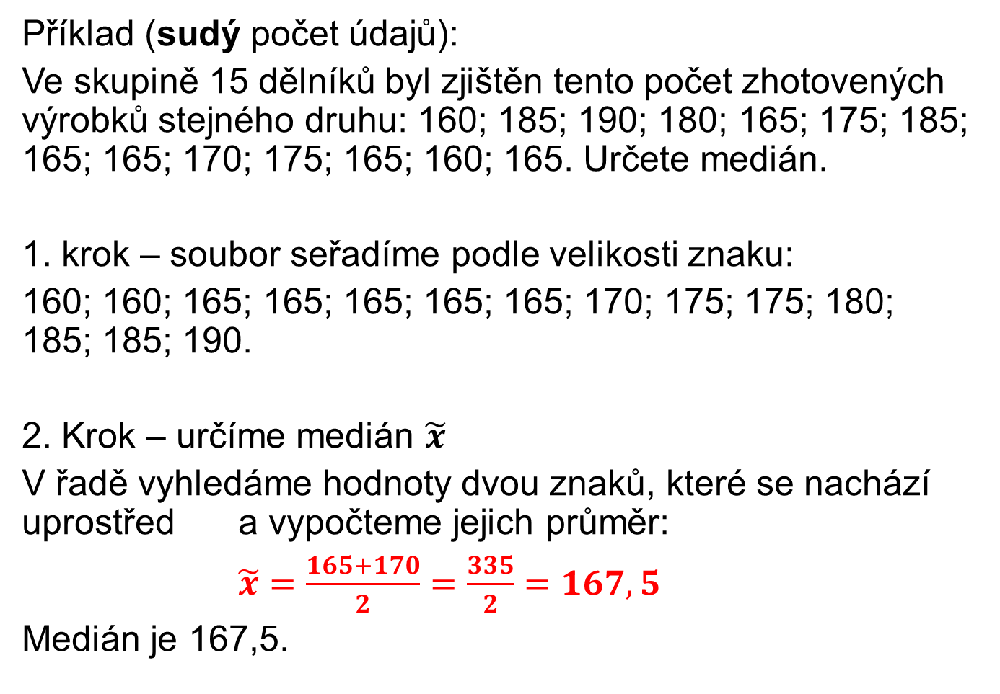 Příklad (sudý počet údajů):
Ve skupině 15 dělníků byl zjištěn tento počet zhotovených
výrobků stejného druhu: 160; 185; 190; 180; 165; 175; 185;
165; 165; 170; 175; 165; 160; 165. Určete medián.
1. krok – soubor seřadíme podle velikosti znaku:
160; 160; 165; 165; 165; 165; 165; 170; 175; 175; 180;
185; 185; 190.
2. Krok – určíme medián x̃
V řadě vyhledáme hodnoty dvou znaků, které se nachází
uprostřed a vypočteme jejich průměr:
x̃ = (165+170)/2 = 335/2 = 167,5
Medián je 167,5.